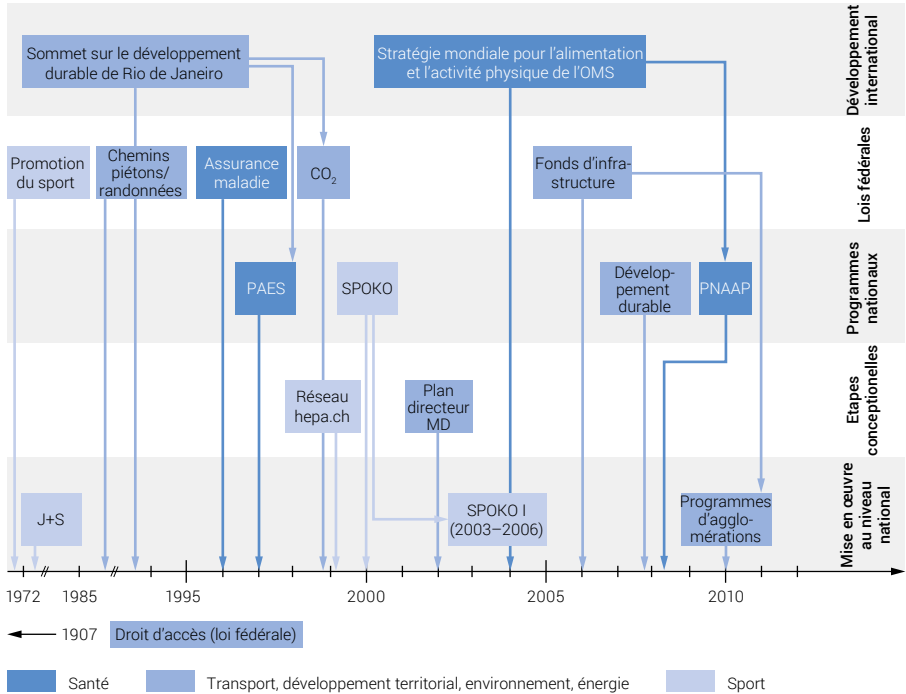 Sommet sur le développement
durable de Rio de Janeiro
Stratégie mondiale pour l'alimentation
et l'activité physique de l'OMS
Développement
international
Promotion
du sport
Chemins
piétons/
randonnées
Assurance
maladie
CO₂
Fonds d'infra-
structure
Lois fédérales
PAES
SPOKO
Dévelop-
pement
durable
PNAAP
Programmes
nationaux
Réseau
hepa.ch
Plan
directeur
MD
Etapes
conceptionelles
J+S
SPOKO I
(2003–2006)
Programmes
d'agglo-
mérations
Mise en œuvre
au niveau
national
1972 1985 1995 2000 2005 2010
1907 Droit d'accès (loi fédérale)
Santé Transport, développement territorial, environnement, énergie Sport